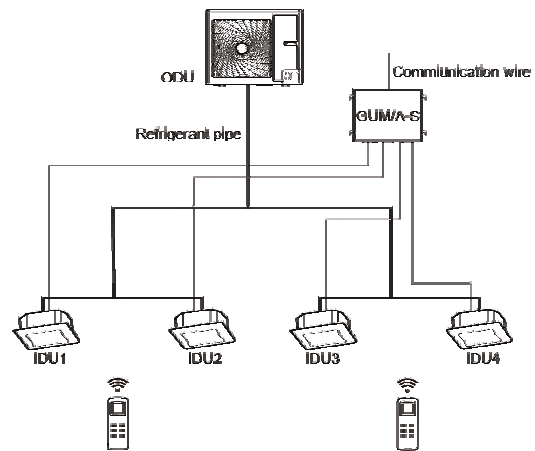 ODU
Communication wire
GUM/A-S
Refrigerant pipe
IDU1
IDU2
IDU3
IDU4